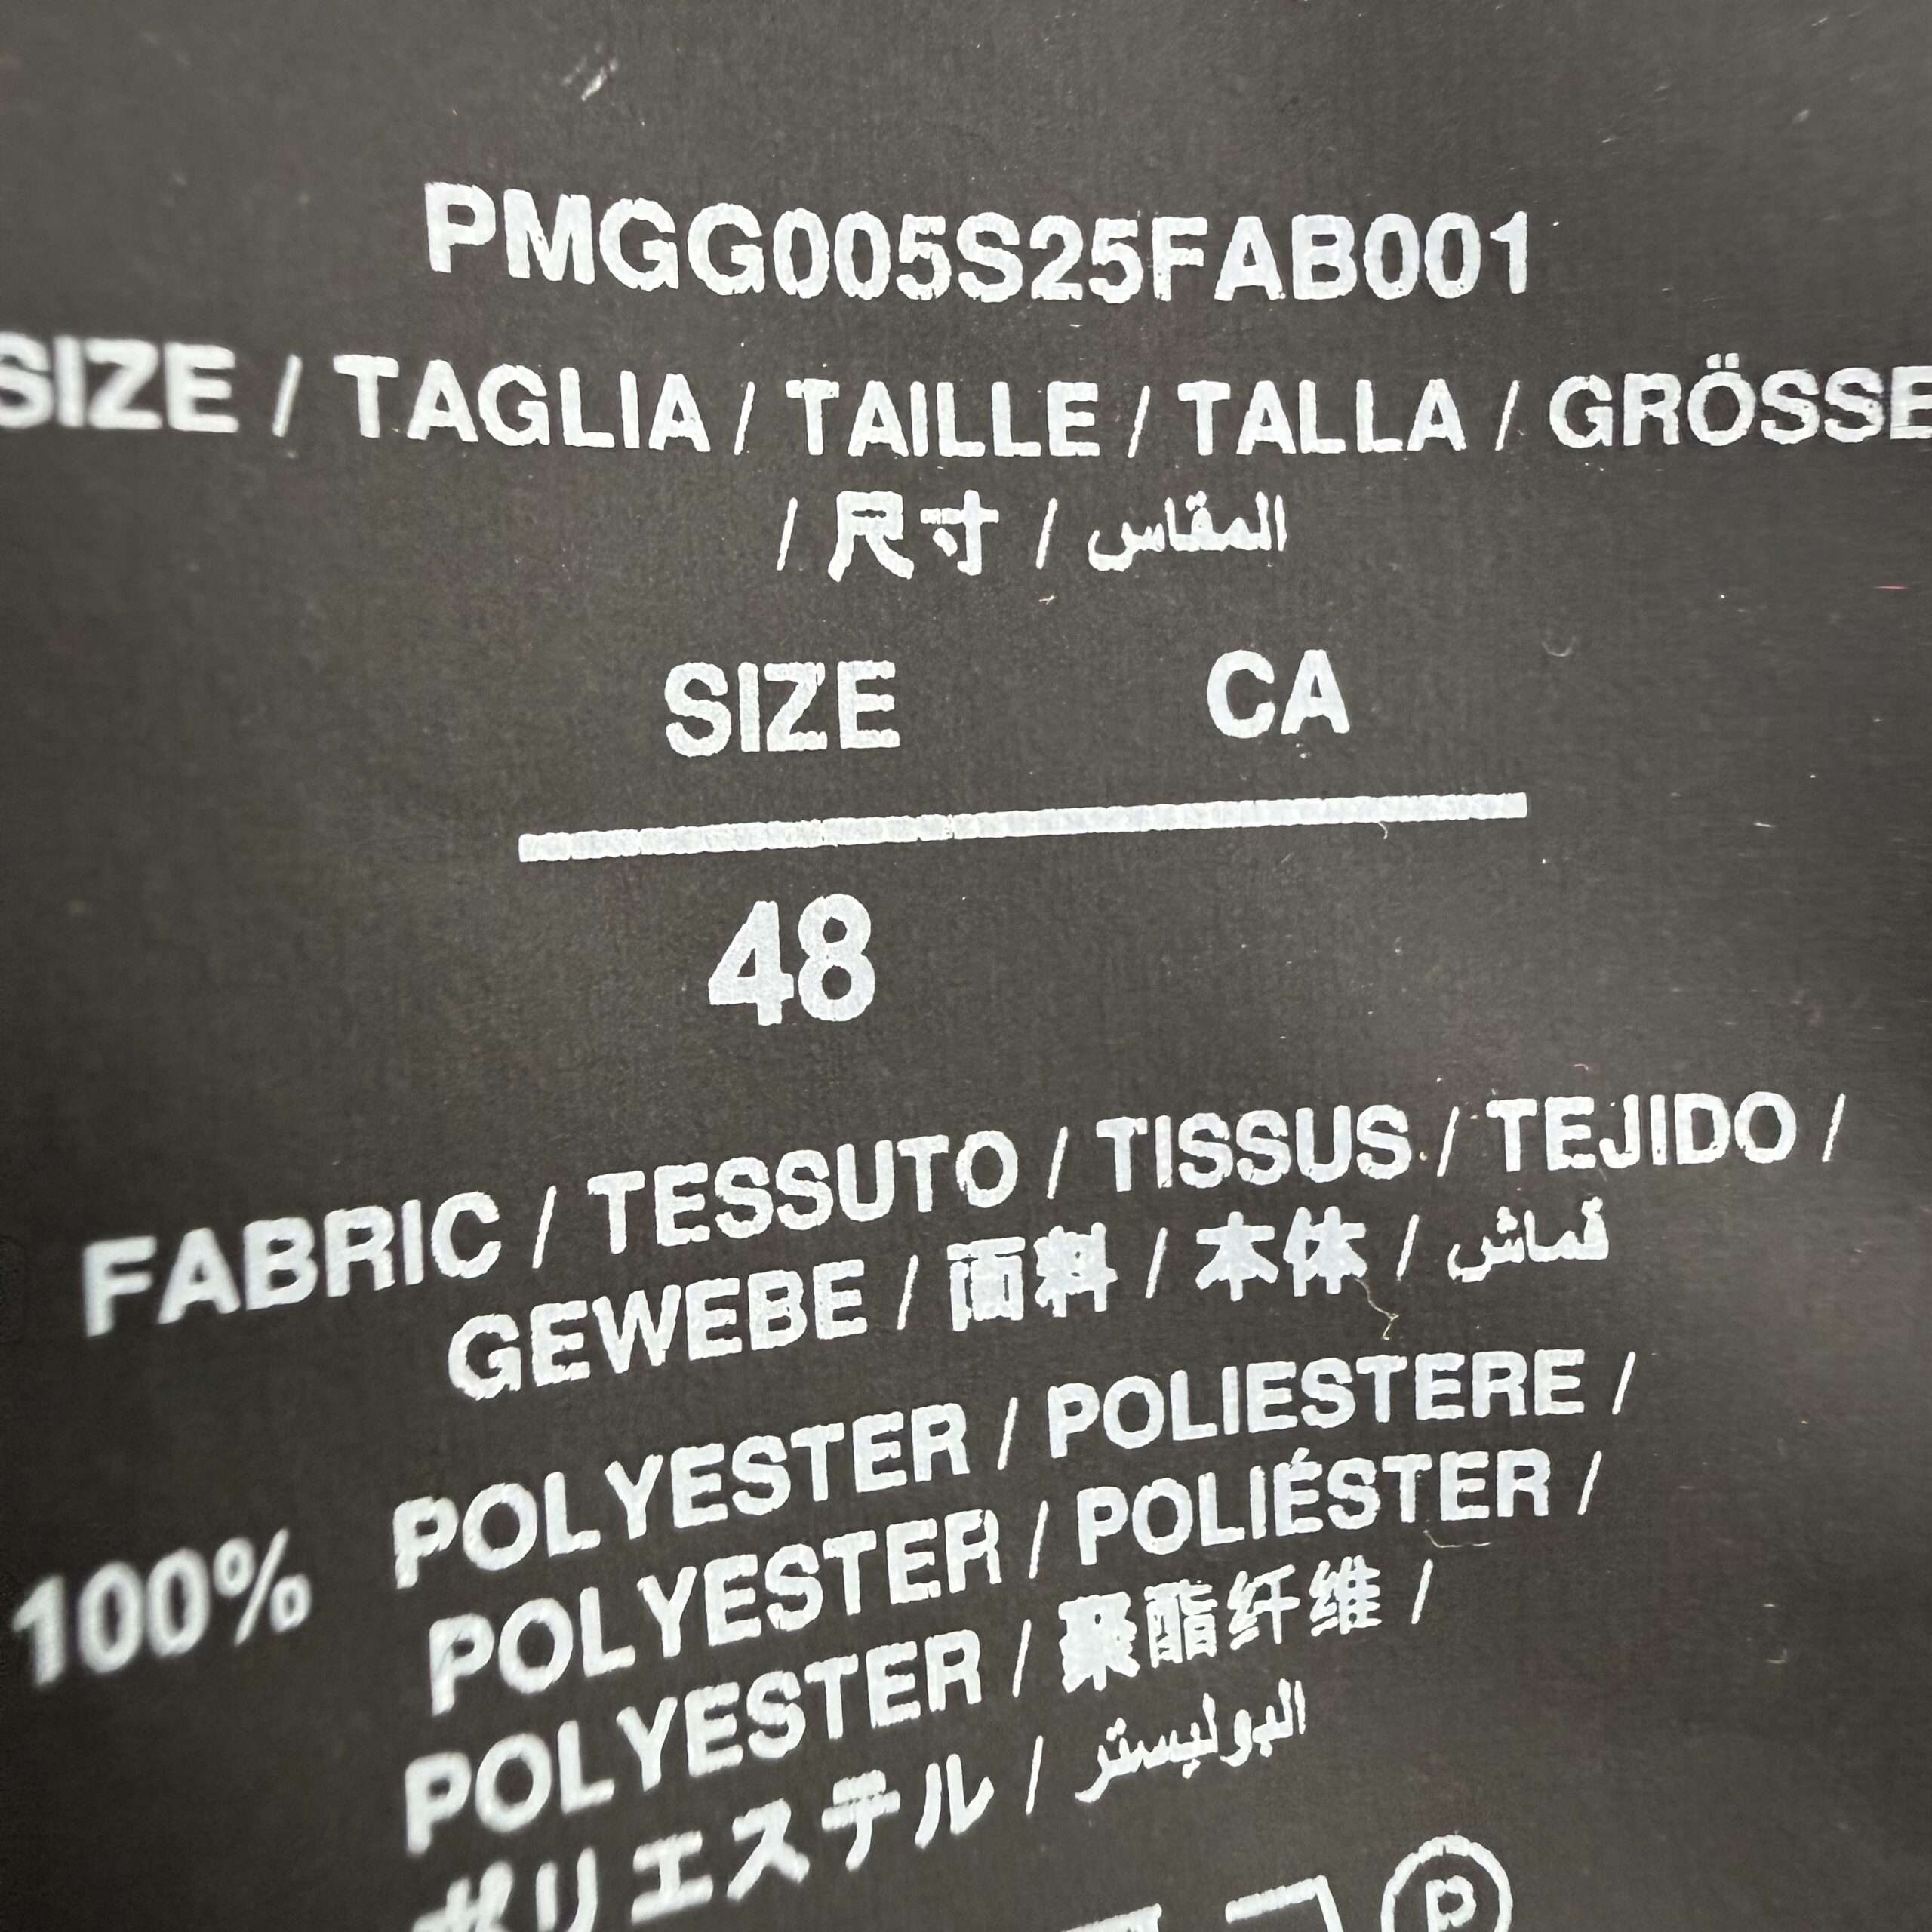 PMGG005S25FAB001
SIZE / TAGLIA / TAILLE / TALLA / GRÖSSE
/ 尺寸 / المقاس
SIZE CA
48
FABRIC / TESSUTO / TISSUS / TEJIDO /
GEWEBE / 面料 / 本体 / قماش
100% POLYESTER / POLIESTERE /
POLYESTER / POLIÉSTER /
POLYESTER / 聚酯纤维 /
ポリエステル / البوليستر
P